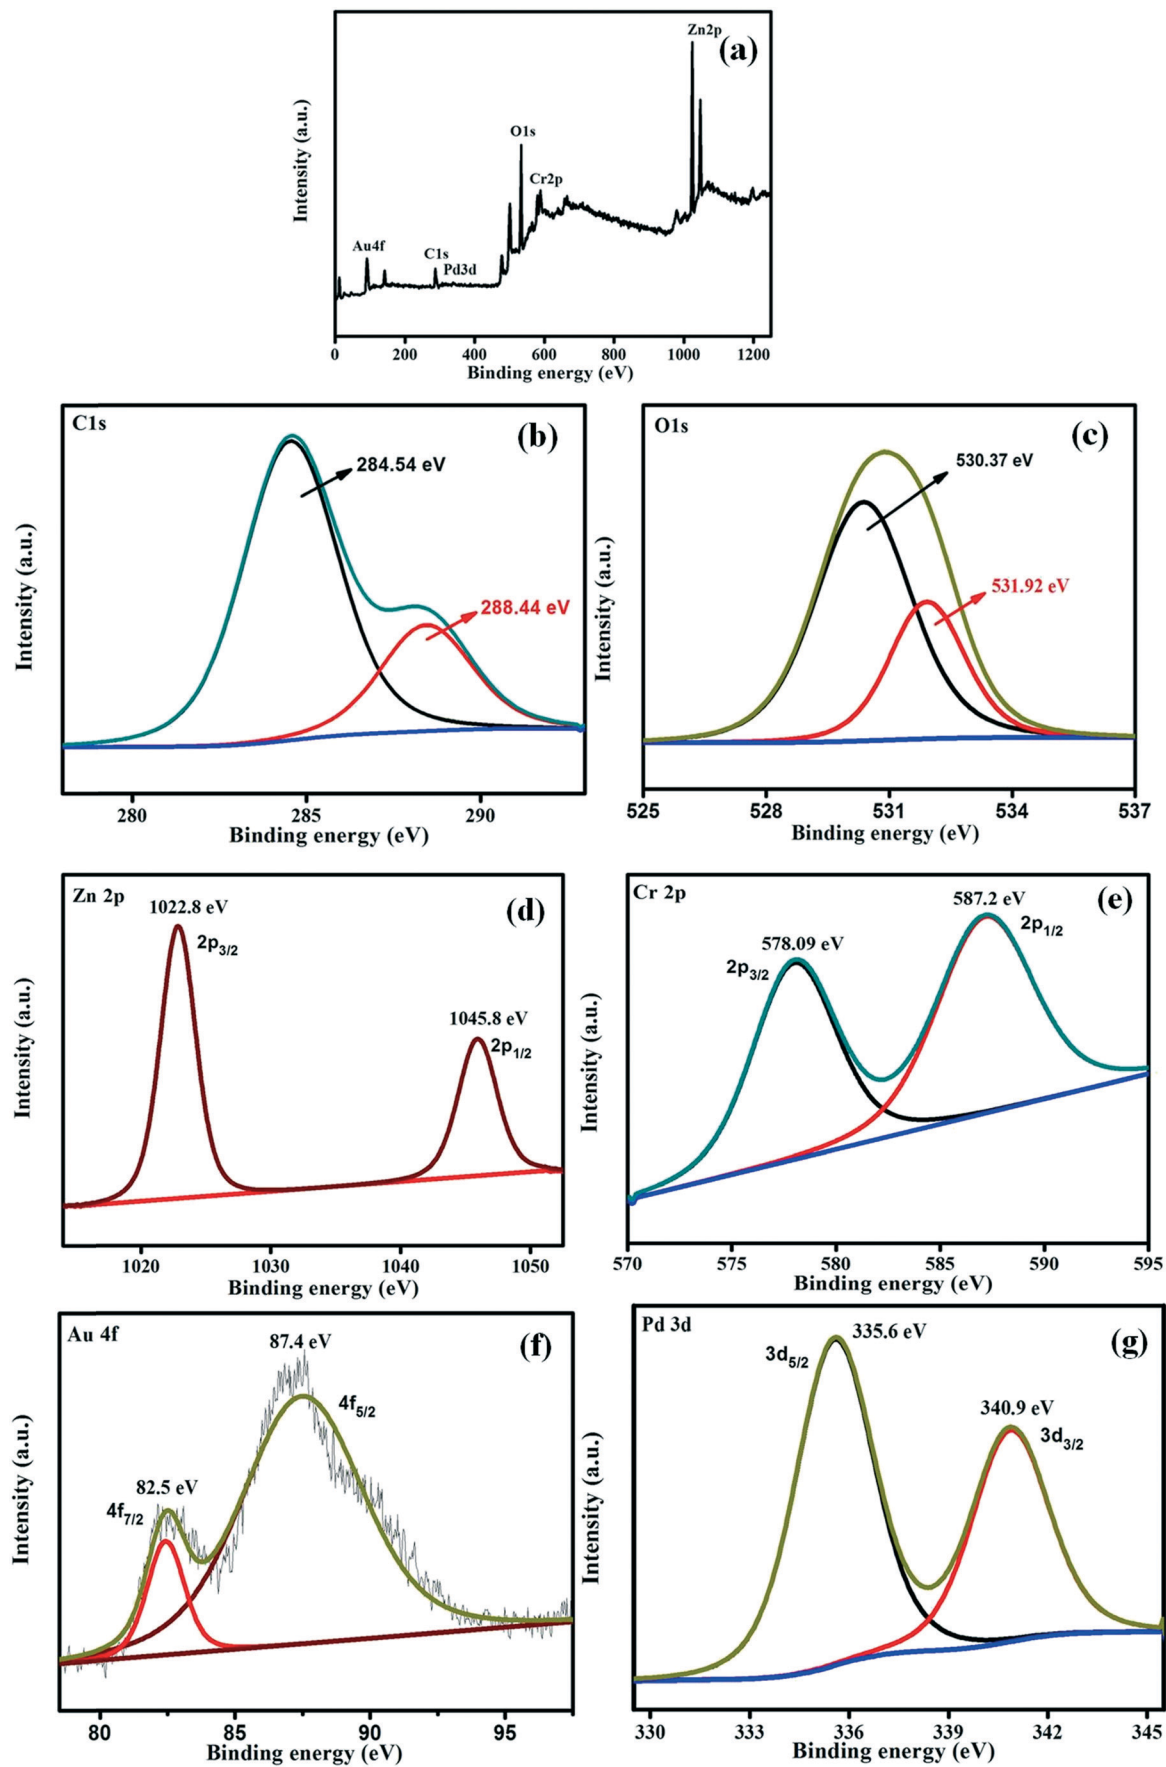 (a)
Zn2p
O1s
Cr2p
Au4f
C1s
Pd3d
Intensity (a.u.)
0 200 400 600 800 1000 1200
Binding energy (eV)
C1s
(b)
284.54 eV
288.44 eV
Intensity (a.u.)
280 285 290
Binding energy (eV)
O1s
(c)
530.37 eV
531.92 eV
Intensity (a.u.)
525 528 531 534 537
Binding energy (eV)
Zn 2p
(d)
1022.8 eV
2p3/2
1045.8 eV
2p1/2
Intensity (a.u.)
1020 1030 1040 1050
Binding energy (eV)
Cr 2p
(e)
587.2 eV
2p1/2
578.09 eV
2p3/2
Intensity (a.u.)
570 575 580 585 590 595
Binding energy (eV)
Au 4f
(f)
87.4 eV
4f5/2
82.5 eV
4f7/2
Intensity (a.u.)
80 85 90 95
Binding energy (eV)
Pd 3d
(g)
335.6 eV
3d5/2
340.9 eV
3d3/2
Intensity (a.u.)
330 333 336 339 342 345
Binding energy (eV)